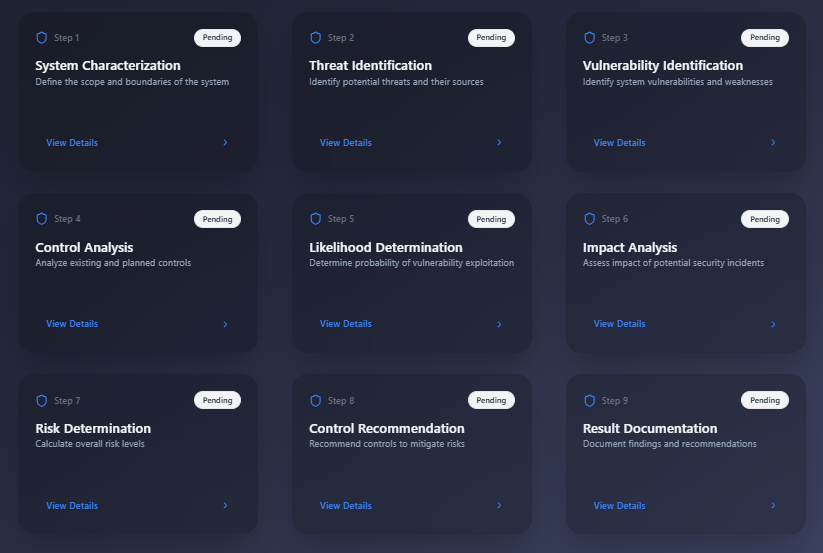 Step 1
Pending
System Characterization
Define the scope and boundaries of the system
View Details
Step 2
Pending
Threat Identification
Identify potential threats and their sources
View Details
Step 3
Pending
Vulnerability Identification
Identify system vulnerabilities and weaknesses
View Details
Step 4
Pending
Control Analysis
Analyze existing and planned controls
View Details
Step 5
Pending
Likelihood Determination
Determine probability of vulnerability exploitation
View Details
Step 6
Pending
Impact Analysis
Assess impact of potential security incidents
View Details
Step 7
Pending
Risk Determination
Calculate overall risk levels
View Details
Step 8
Pending
Control Recommendation
Recommend controls to mitigate risks
View Details
Step 9
Pending
Result Documentation
Document findings and recommendations
View Details